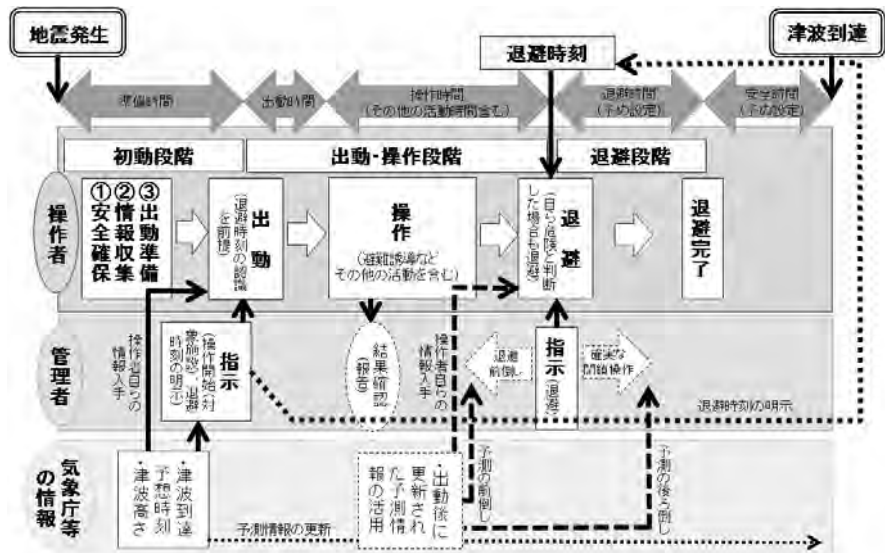 地震発生
津波到達
退避時刻
準備時間
出動時間
操作時間
(その他の活動時間含む)
退避時間
(予め設定)
安全時間
(予め設定)
初動段階
出動・操作段階
退避段階
操作者
①安全確保
②情報収集
③出動準備
出動
(退避時刻の認識
を前提)
操作
(避難誘導など
その他の活動を含む)
退避
(自ら危険と判断
した場合も退避)
退避完了
管理者
操作者自らの
情報入手
指示
(操作開始(対
象施設)、退避
時刻の明示)
結果確認
(報告)
操作者自らの
情報入手
退避
前倒し
指示
(退避)
確実な
閉鎖操作
退避時刻の明示
気象庁等
の情報
・津波到達
予想時刻
・津波高さ
予測情報の更新
・出動後に
更新され
た予測情
報の活用
予測の前倒し
予測の後ろ倒し